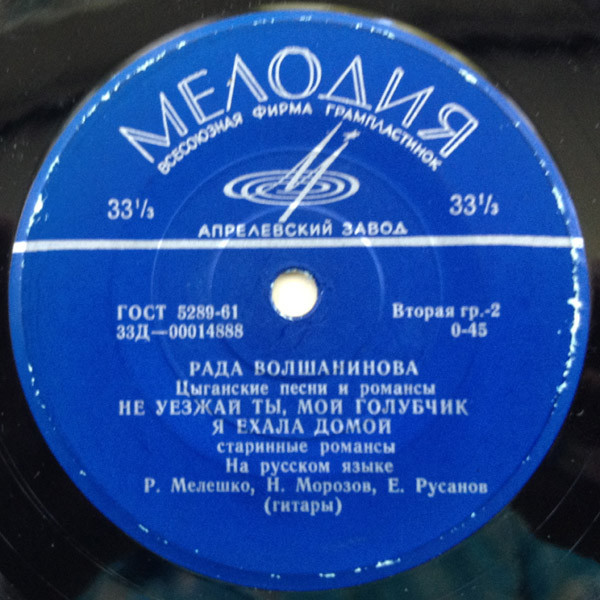 МЕЛОДИЯ
ВСЕСОЮЗНАЯ ФИРМА ГРАМПЛАСТИНОК
33⅓ 33⅓
АПРЕЛЕВСКИЙ ЗАВОД
ГОСТ 5289-61 Вторая гр.-2
33Д—00014888 0-45
РАДА ВОЛШАНИНОВА
Цыганские песни и романсы
НЕ УЕЗЖАЙ ТЫ, МОЙ ГОЛУБЧИК
Я ЕХАЛА ДОМОЙ
старинные романсы
На русском языке
Р. Мелешко, Н. Морозов, Е. Русанов
(гитары)